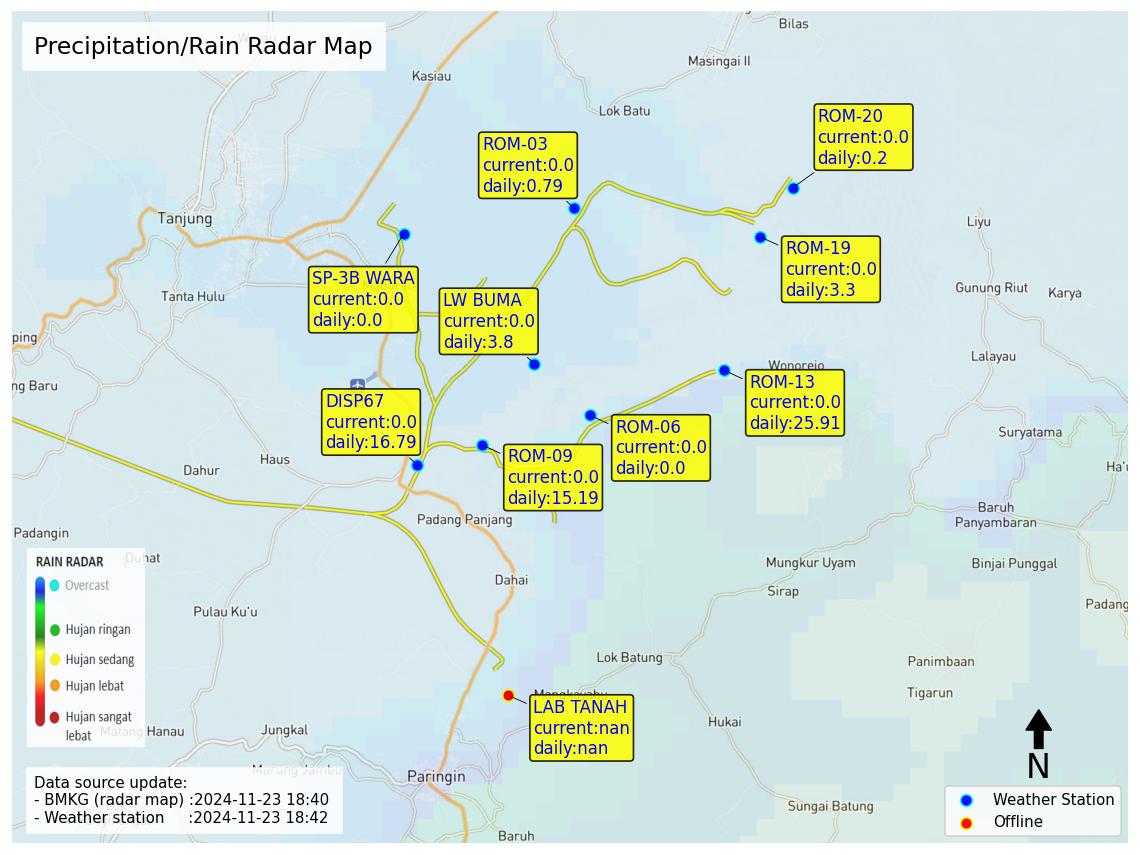 Precipitation/Rain Radar Map
Bilas
Masingai II
Kasiau
Lok Batu
ROM-20
current:0.0
daily:0.2
ROM-03
current:0.0
daily:0.79
Tanjung
Liyu
ROM-19
current:0.0
daily:3.3
SP-3B WARA
current:0.0
daily:0.0
LW BUMA
current:0.0
daily:3.8
Tanta Hulu
Gunung Riut
Karya
ping
Lalayau
Wonorejo
ng Baru
ROM-13
current:0.0
daily:25.91
DISP67
current:0.0
daily:16.79
ROM-06
current:0.0
daily:0.0
Suryatama
ROM-09
current:0.0
daily:15.19
Haus
Dahur
Ha'u
Baruh
Panyambaran
Padang Panjang
Padangin
Mungkur Uyam
Binjai Punggal
Dahai
Sirap
Padang
Pulau Ku'u
RAIN RADAR
Overcast
Hujan ringan
Hujan sedang
Hujan lebat
Hujan sangat
lebat
Lok Batung
Panimbaan
Tigarun
LAB TANAH
current:nan
daily:nan
Hukai
Jungkal
Paringin
Data source update:
- BMKG (radar map) :2024-11-23 18:40
- Weather station :2024-11-23 18:42
N
Sungai Batung
Baruh
Weather Station
Offline